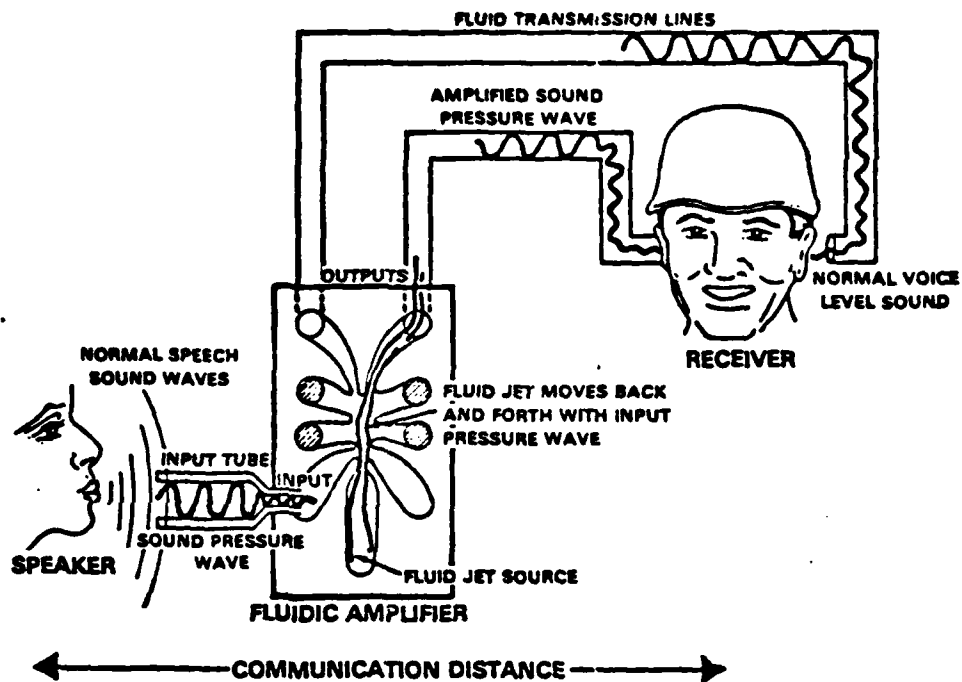 FLUID TRANSMISSION LINES
AMPLIFIED SOUND
PRESSURE WAVE
OUTPUTS
NORMAL VOICE
LEVEL SOUND
RECEIVER
NORMAL SPEECH
SOUND WAVES
FLUID JET MOVES BACK
AND FORTH WITH INPUT
PRESSURE WAVE
INPUT TUBE
INPUT
SOUND PRESSURE
WAVE
SPEAKER
FLUID JET SOURCE
FLUIDIC AMPLIFIER
COMMUNICATION DISTANCE